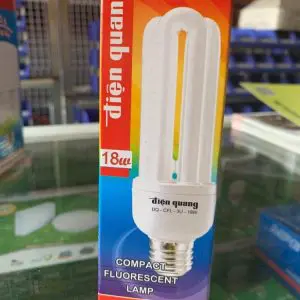 điện quang
18w
điện quang
ĐQ - CFL - 3U - 18W
COMPACT
FLUORESCENT
LAMP